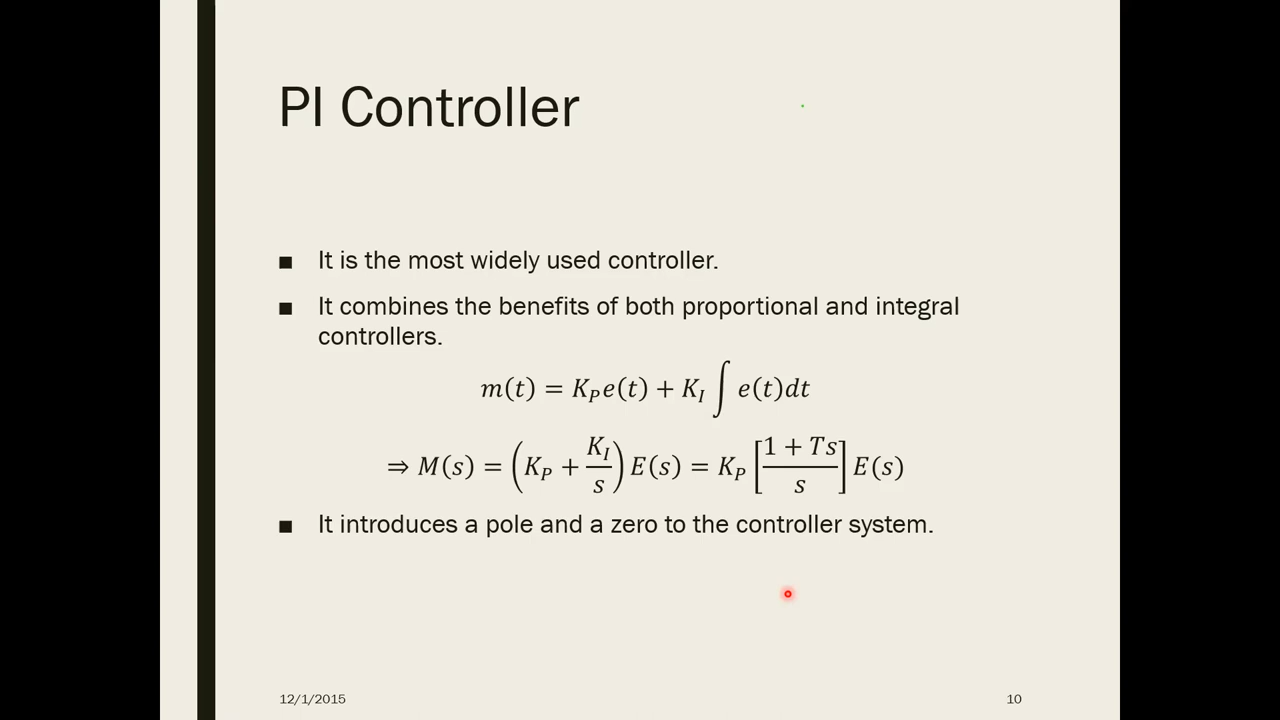 PI Controller
■ It is the most widely used controller.
■ It combines the benefits of both proportional and integral
controllers.
m(t) = K_P e(t) + K_I ∫ e(t)dt
⇒ M(s) = (K_P + K_I/s) E(s) = K_P [(1 + Ts)/s] E(s)
■ It introduces a pole and a zero to the controller system.
12/1/2015 10